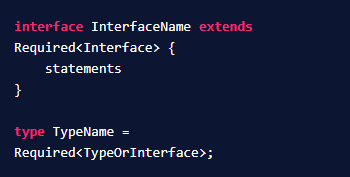 interface InterfaceName extends
Required<Interface> {
    statements
}

type TypeName =
Required<TypeOrInterface>;